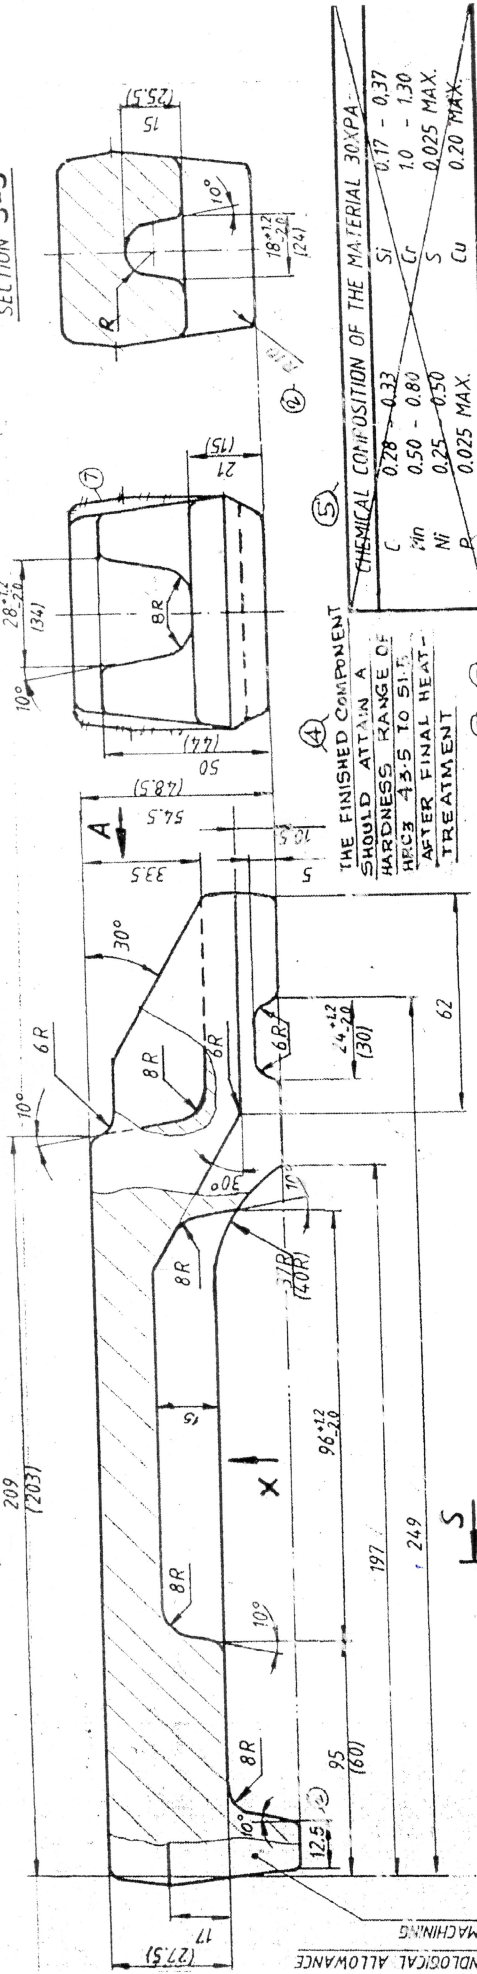 SECTION S-S
15
(25.5)
R
10°
18+1.2-2.0
(24)
2
28+1.2-2.0
(34)
10°
7
8R
21
(15)
50
(44)
4
THE FINISHED COMPONENT
SHOULD ATTAIN A
HARDNESS RANGE OF
HRC3 43.5 TO 51.5
AFTER FINAL HEAT-
TREATMENT
5
CHEMICAL COMPOSITION OF THE MATERIAL 30XPA
C 0.28 - 0.33 Si 0.17 - 0.37
Mn 0.50 - 0.80 Cr 1.0 - 1.30
Ni 0.25 - 0.50 S 0.025 MAX.
P 0.025 MAX. Cu 0.20 MAX.
209
(203)
10°
6R
30°
A
33.5
54.5
(48.5)
10.5
5
8R
6R
6R
24+1.2-2.0
(30)
62
30°
10°
8R
37R
(40R)
15
X
96+1.2-2.0
8R
10°
197
249
S
95
(60)
8R
10°
12.5
17
(27.5)
NOLOGICAL ALLOWANCE
MACHINING